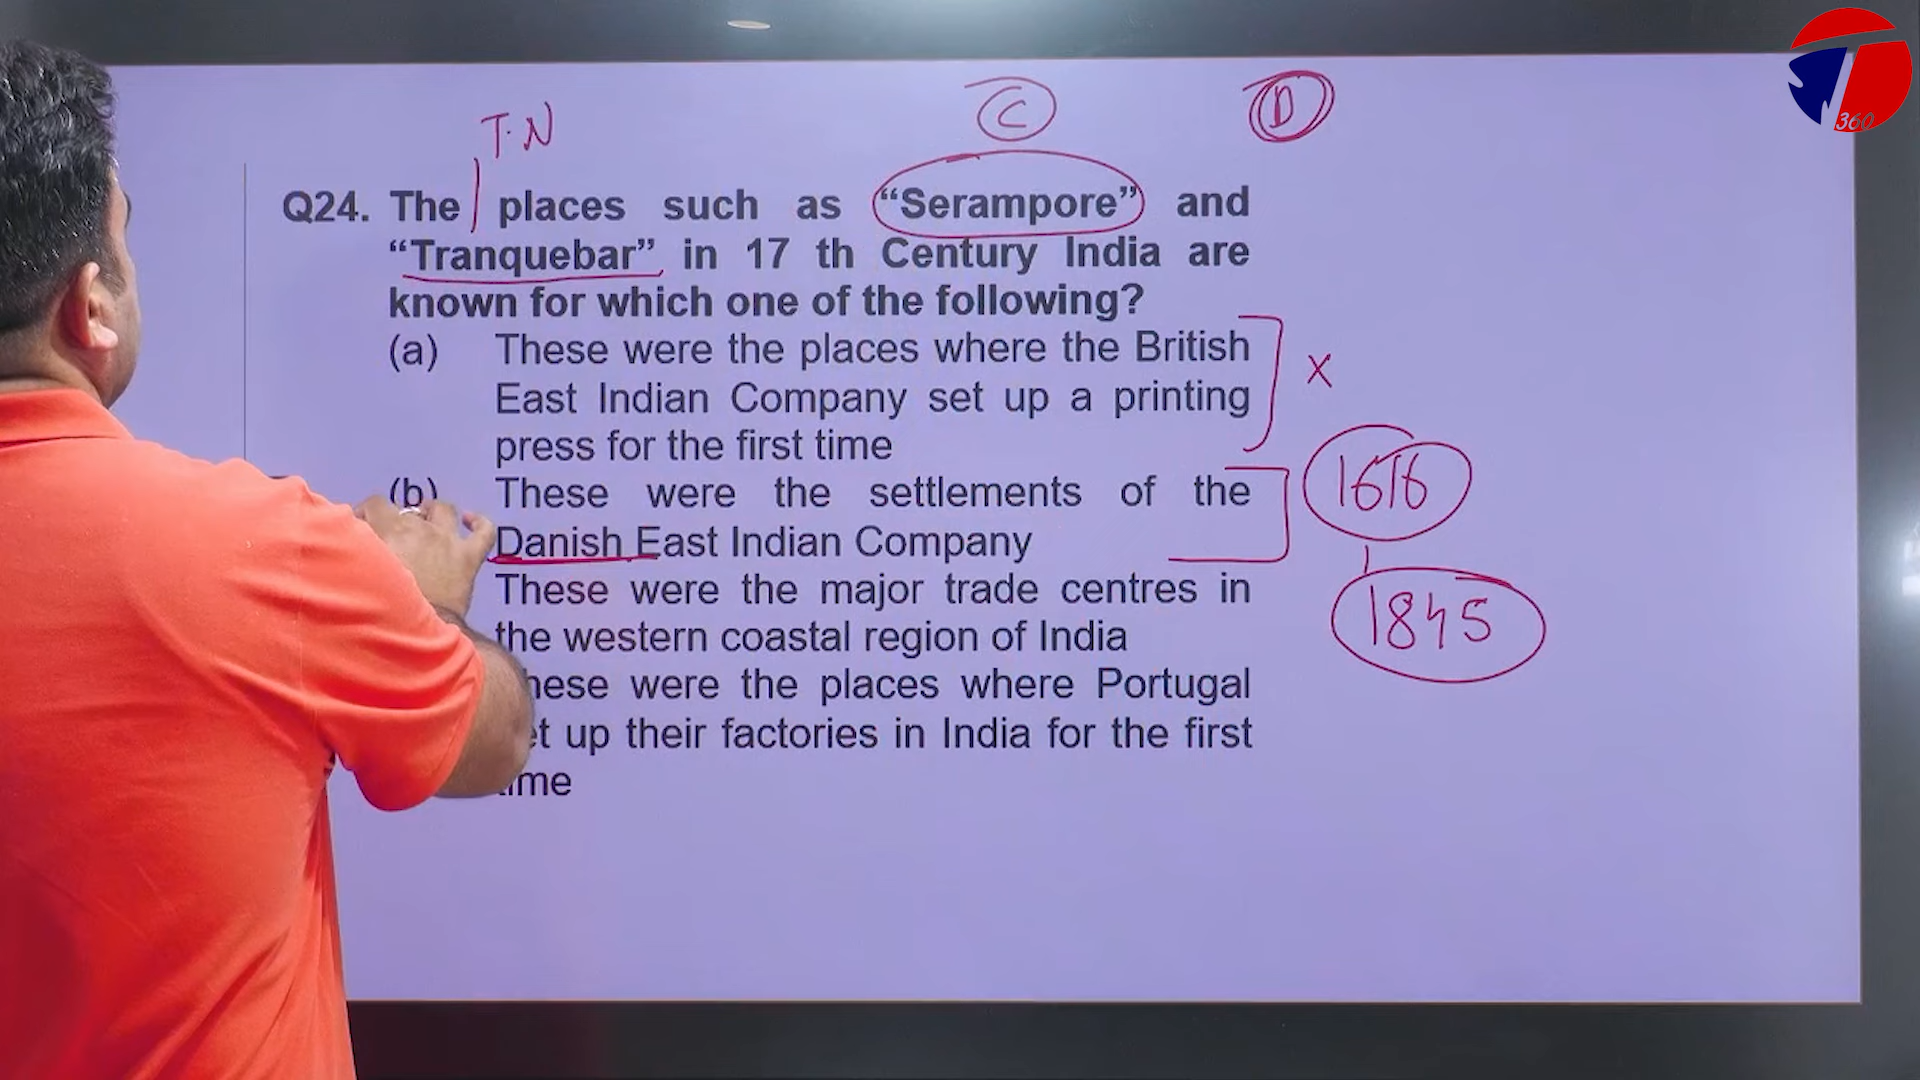 T.N
C
D
360
Q24. The places such as “Serampore” and
“Tranquebar” in 17 th Century India are
known for which one of the following?
(a) These were the places where the British
East Indian Company set up a printing
press for the first time
X
1616
(b) These were the settlements of the
Danish East Indian Company
1845
These were the major trade centres in
the western coastal region of India
these were the places where Portugal
et up their factories in India for the first
ime